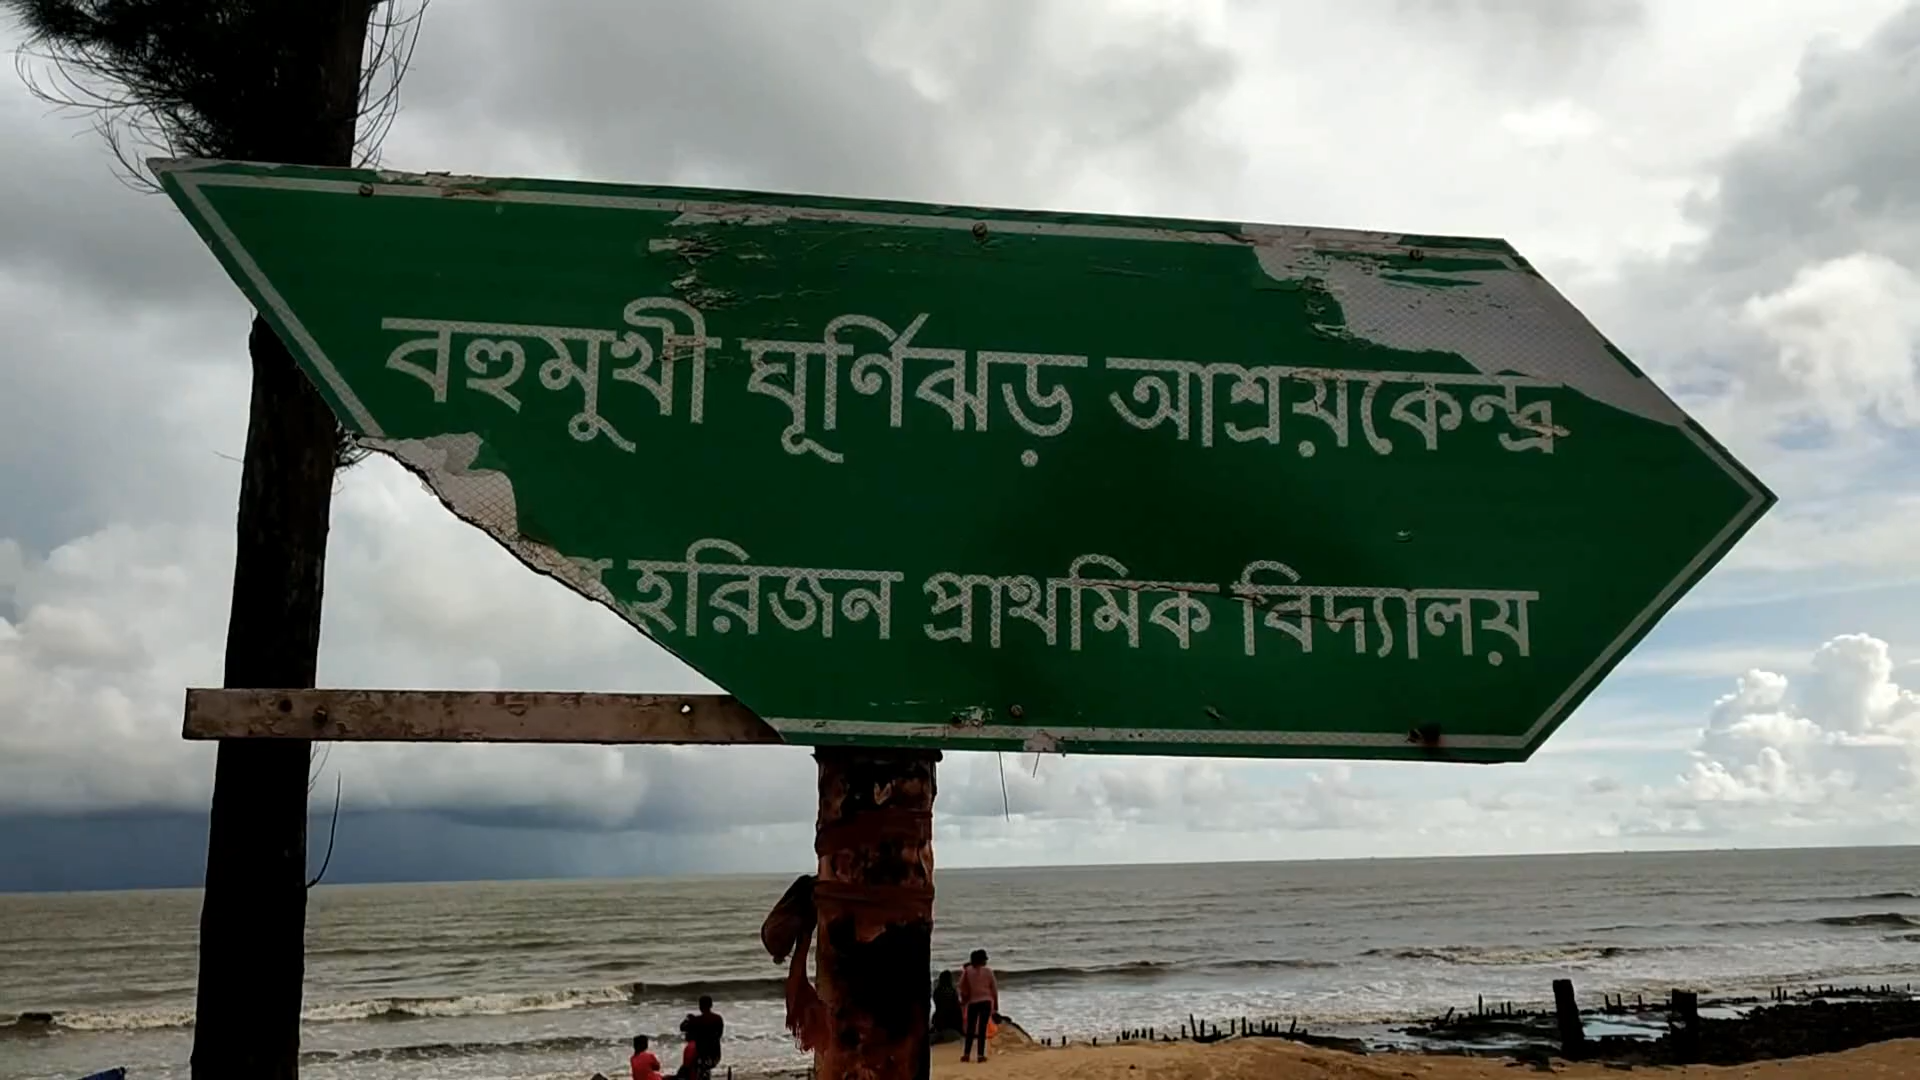 বহুমুখী ঘূর্ণিঝড় আশ্রয়কেন্দ্র
হরিজন প্রাথমিক বিদ্যালয়